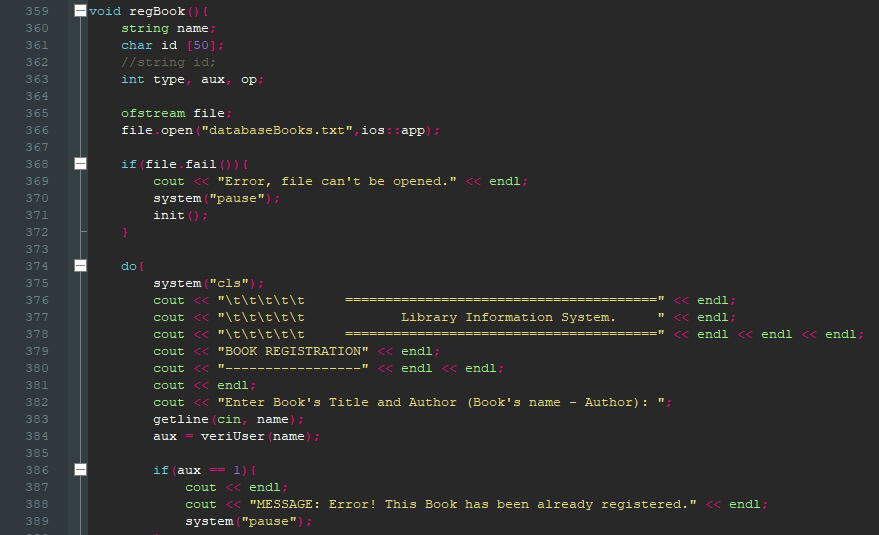 359 void regBook(){
360 string name;
361 char id [50];
362 //string id;
363 int type, aux, op;
364
365 ofstream file;
366 file.open("databaseBooks.txt",ios::app);
367
368 if(file.fail()){
369 cout << "Error, file can't be opened." << endl;
370 system("pause");
371 init();
372 }
373
374 do{
375 system("cls");
376 cout << "\t\t\t\t\t     =======================================" << endl;
377 cout << "\t\t\t\t\t            Library Information System.     " << endl;
378 cout << "\t\t\t\t\t     =======================================" << endl << endl << endl;
379 cout << "BOOK REGISTRATION" << endl;
380 cout << "-----------------" << endl << endl;
381 cout << endl;
382 cout << "Enter Book's Title and Author (Book's name - Author): ";
383 getline(cin, name);
384 aux = veriUser(name);
385
386 if(aux == 1){
387 cout << endl;
388 cout << "MESSAGE: Error! This Book has been already registered." << endl;
389 system("pause");